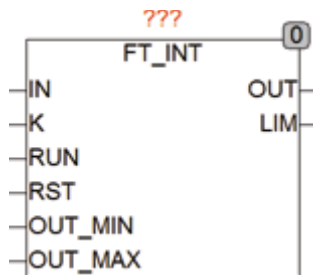 ???
0
FT_INT
IN OUT
K LIM
RUN
RST
OUT_MIN
OUT_MAX